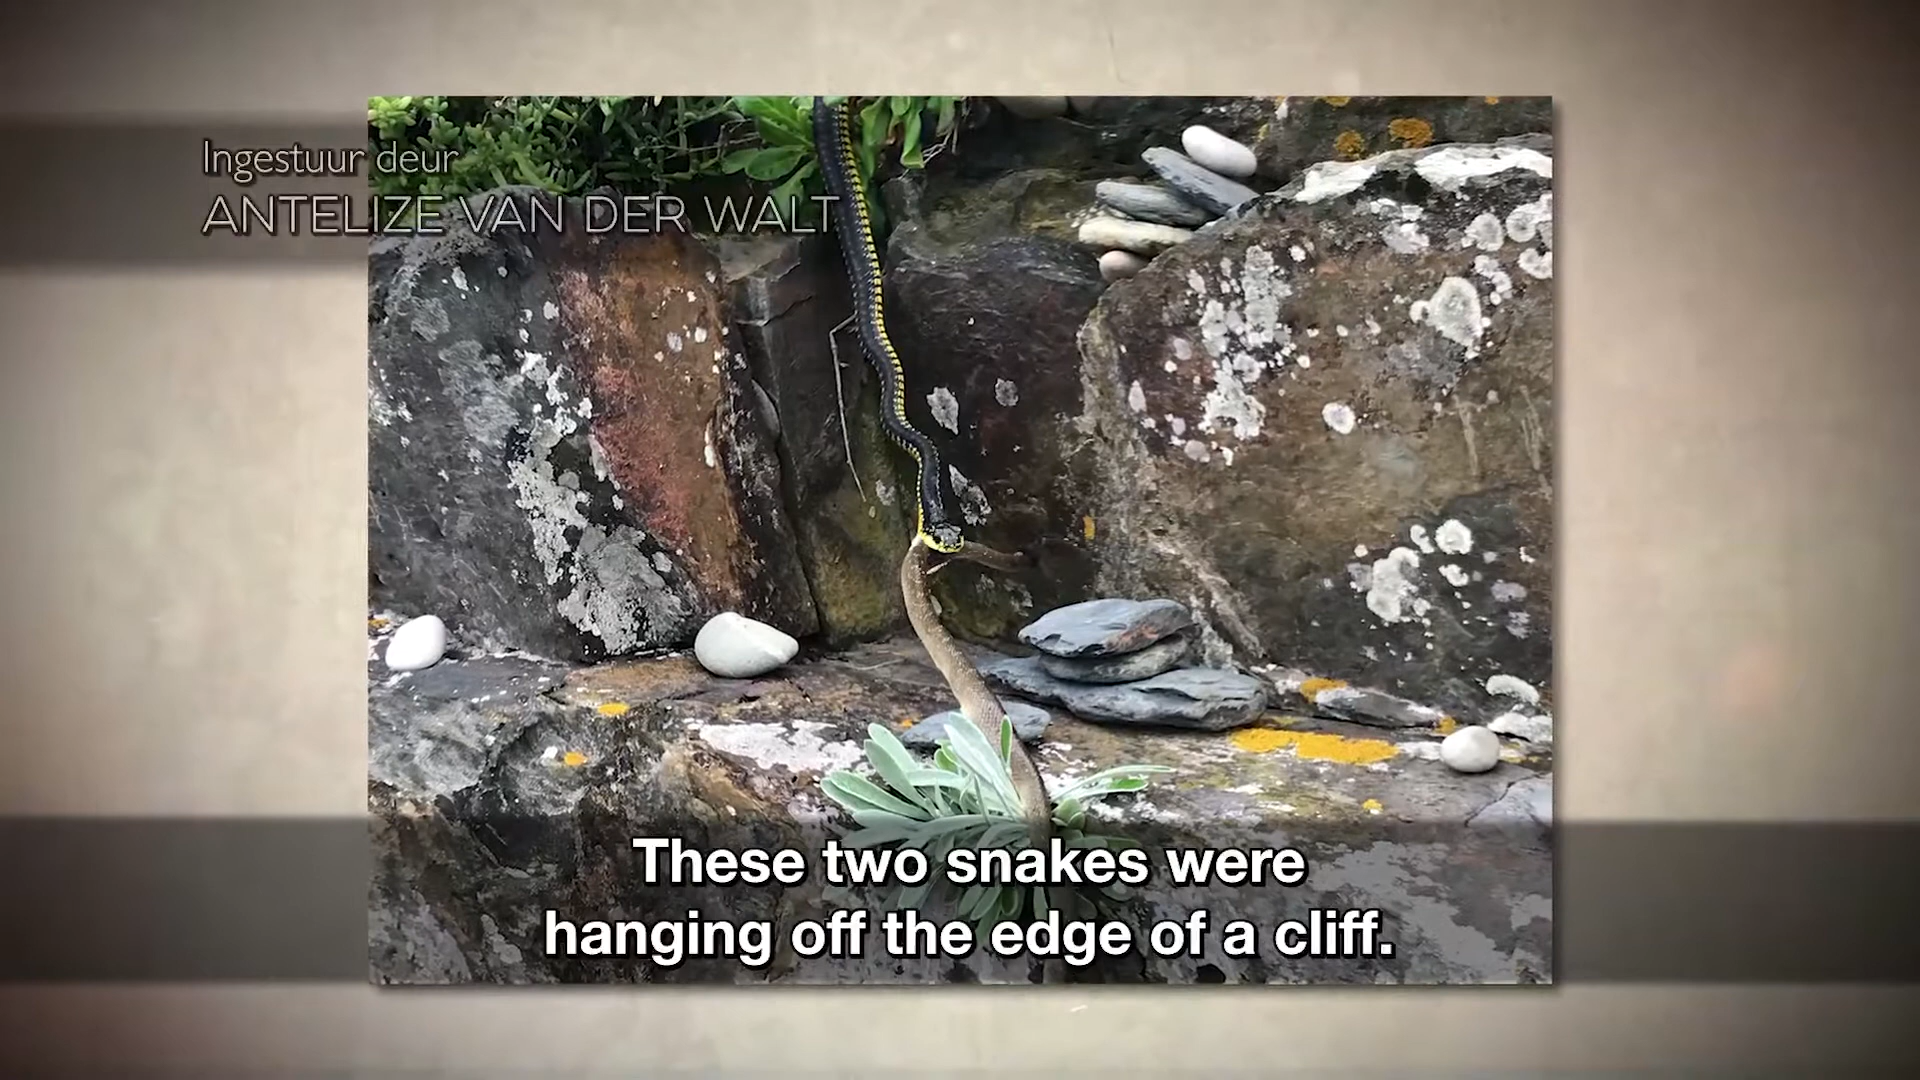 Ingestuur deur
ANTELIZE VAN DER WALT
These two snakes were
hanging off the edge of a cliff.